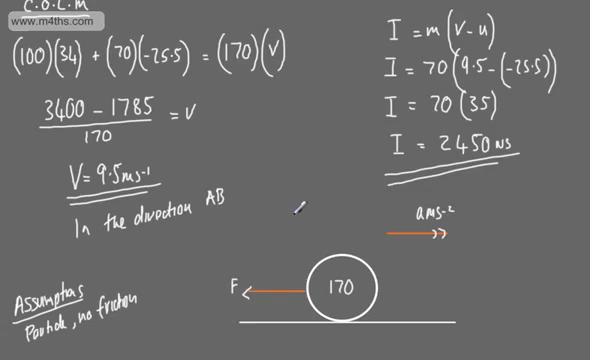 C.O.L.M
www.m4ths.com
(100)(34) + (70)(-25.5) = (170)(V)
3400 - 1785
170
= V
V = 9.5ms-1
In the direction AB
Assumptions
Particle, no friction
I = m(V-u)
I = 70(9.5-(-25.5))
I = 70(35)
I = 2450 NS
a ms-2
F
170